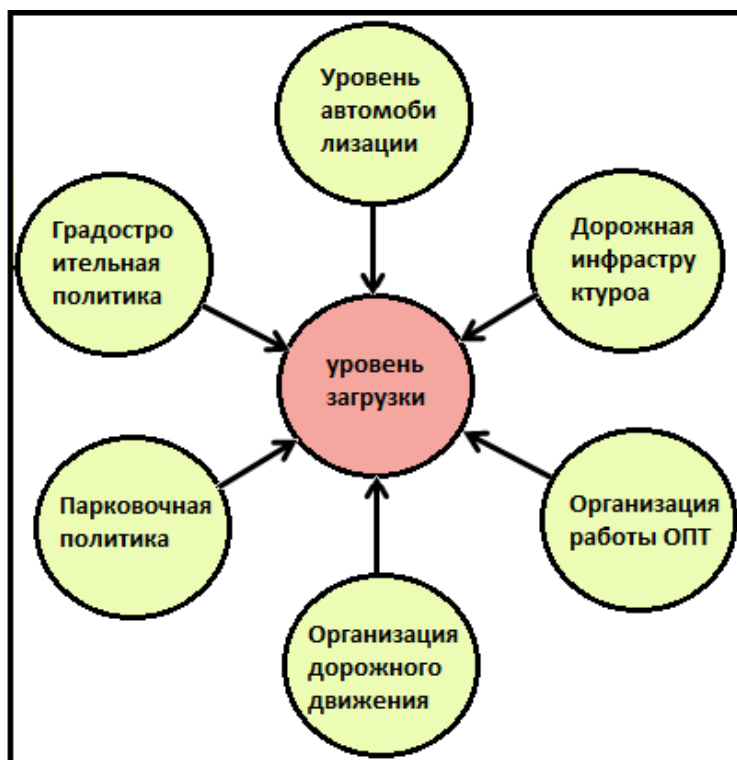 Уровень
автомоби
лизации
Градостро
ительная
политика
Дорожная
инфрастру
ктуроа
уровень
загрузки
Парковочная
политика
Организация
работы ОПТ
Организация
дорожного
движения